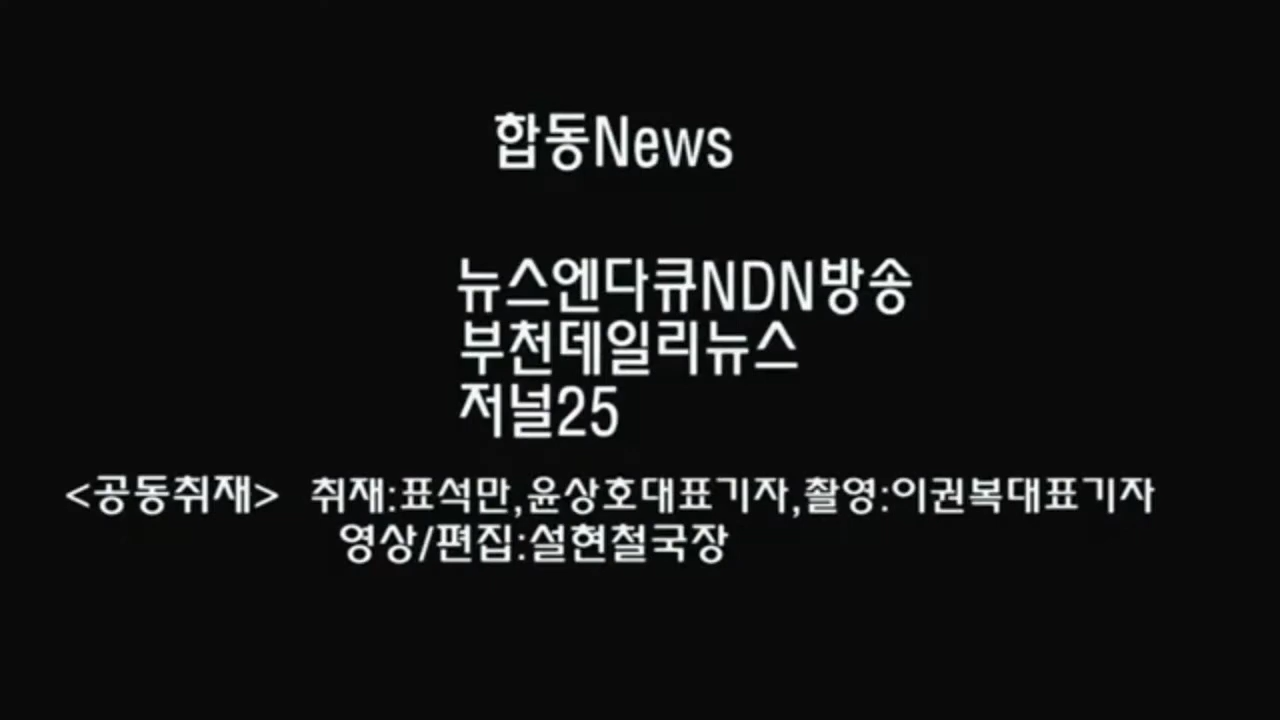 합동News
뉴스엔다큐NDN방송
부천데일리뉴스
저널25
<공동취재> 취재:표석만,윤상호대표기자,촬영:이권복대표기자
영상/편집:설현철국장